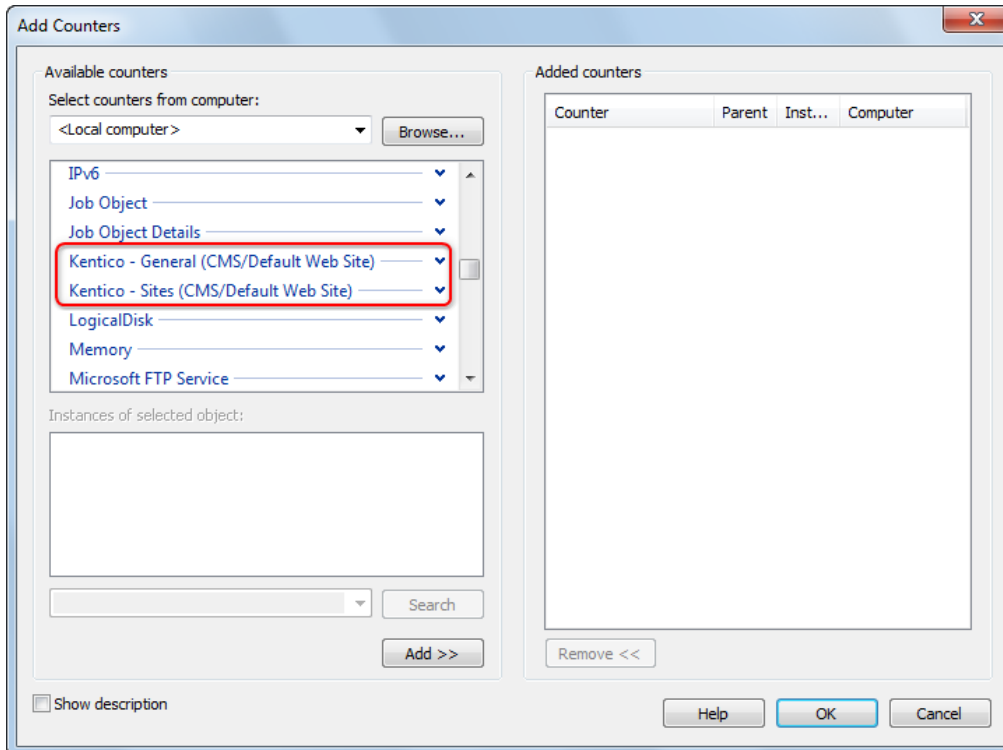 Add Counters
Available counters
Select counters from computer:
<Local computer>
Browse...
IPv6
Job Object
Job Object Details
Kentico - General (CMS/Default Web Site)
Kentico - Sites (CMS/Default Web Site)
LogicalDisk
Memory
Microsoft FTP Service
Instances of selected object:
Search
Add >>
Show description
Added counters
Counter Parent Inst... Computer
Remove <<
Help OK Cancel